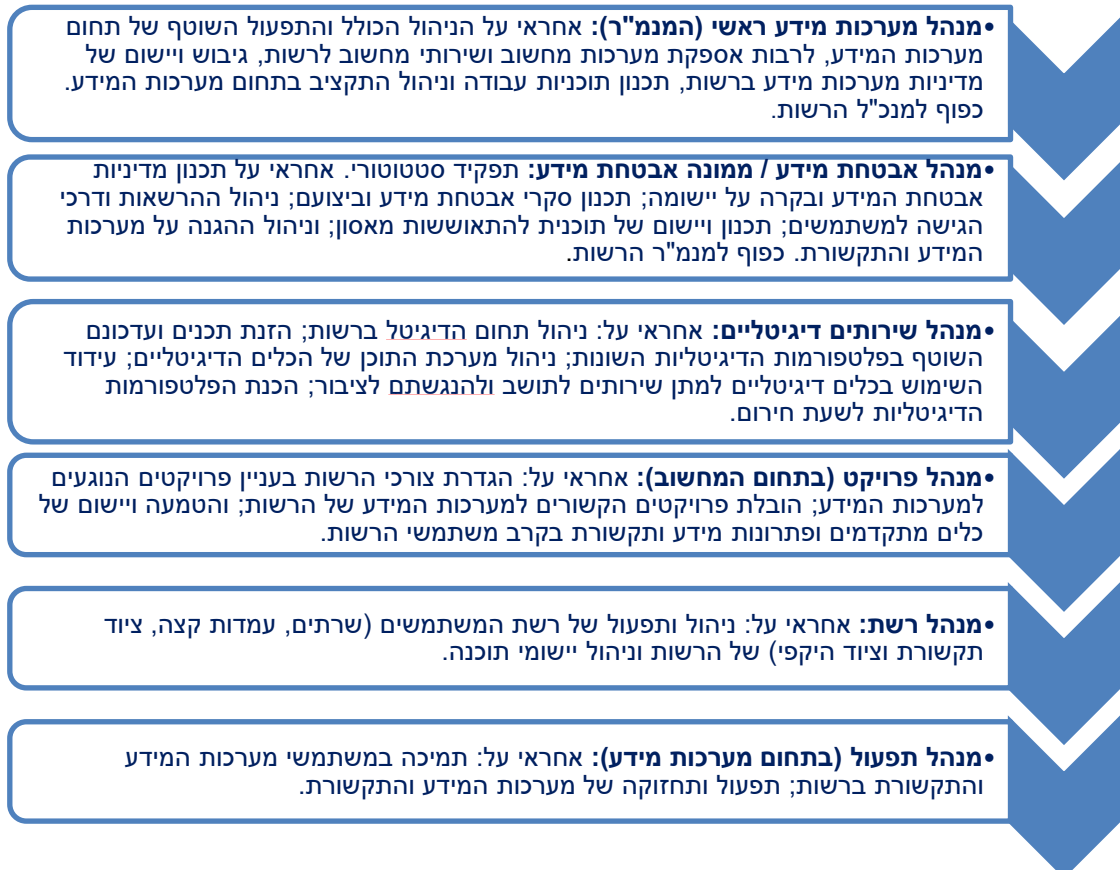 •מנהל מערכות מידע ראשי (המנמ"ר): אחראי על הניהול הכולל והתפעול השוטף של תחום
מערכות המידע, לרבות אספקת מערכות מחשוב ושירותי מחשוב לרשות, גיבוש ויישום של
מדיניות מערכות מידע ברשות, תכנון תוכניות עבודה וניהול התקציב בתחום מערכות המידע.
כפוף למנכ"ל הרשות.
•מנהל אבטחת מידע / ממונה אבטחת מידע: תפקיד סטטוטורי. אחראי על תכנון מדיניות
אבטחת המידע ובקרה על יישומה; תכנון סקרי אבטחת מידע וביצועם; ניהול ההרשאות ודרכי
הגישה למשתמשים; תכנון ויישום של תוכנית להתאוששות מאסון; וניהול ההגנה על מערכות
המידע והתקשורת. כפוף למנמ"ר הרשות.
•מנהל שירותים דיגיטליים: אחראי על: ניהול תחום הדיגיטל ברשות; הזנת תכנים ועדכונם
השוטף בפלטפורמות הדיגיטליות השונות; ניהול מערכת התוכן של הכלים הדיגיטליים; עידוד
השימוש בכלים דיגיטליים למתן שירותים לתושב ולהנגשתם לציבור; הכנת הפלטפורמות
הדיגיטליות לשעת חירום.
•מנהל פרויקט (בתחום המחשוב): אחראי על: הגדרת צורכי הרשות בעניין פרויקטים הנוגעים
למערכות המידע; הובלת פרויקטים הקשורים למערכות המידע של הרשות; והטמעה ויישום של
כלים מתקדמים ופתרונות מידע ותקשורת בקרב משתמשי הרשות.
•מנהל רשת: אחראי על: ניהול ותפעול של רשת המשתמשים (שרתים, עמדות קצה, ציוד
תקשורת וציוד היקפי) של הרשות וניהול יישומי תוכנה.
•מנהל תפעול (בתחום מערכות מידע): אחראי על: תמיכה במשתמשי מערכות המידע
והתקשורת ברשות; תפעול ותחזוקה של מערכות המידע והתקשורת.